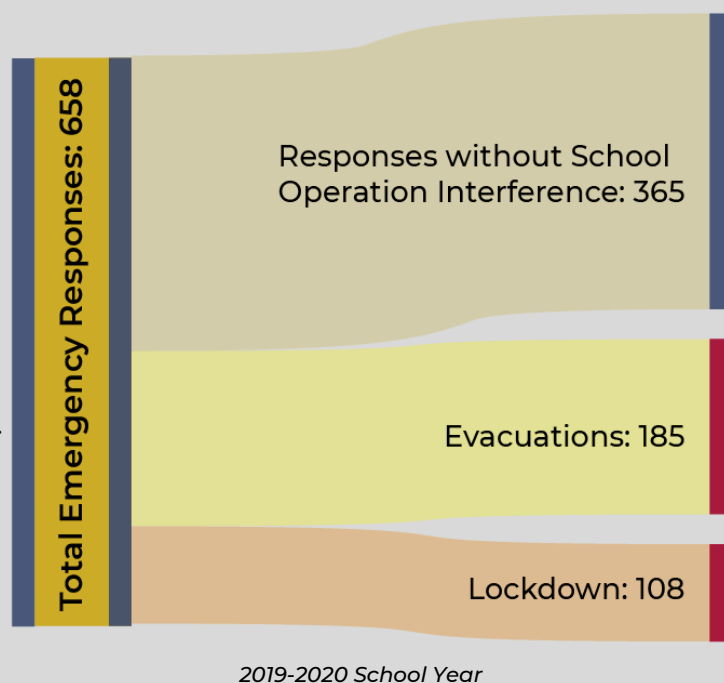 Total Emergency Responses: 658
Responses without School
Operation Interference: 365
Evacuations: 185
Lockdown: 108
2019-2020 School Year